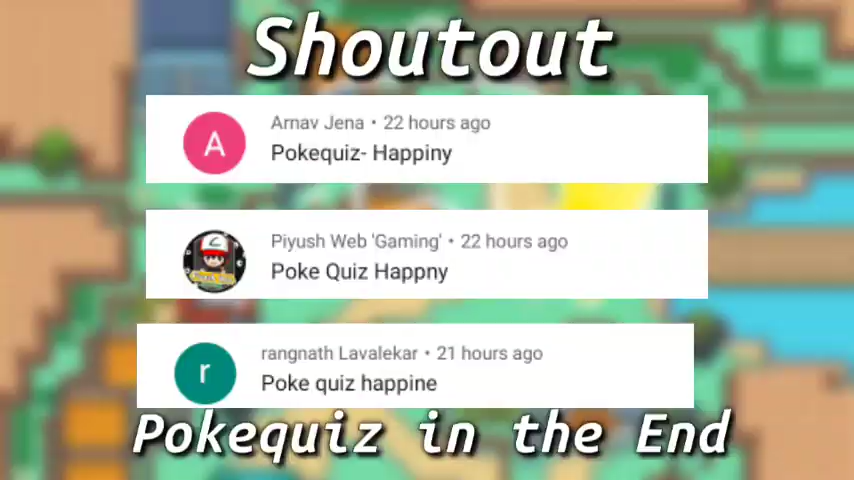 Shoutout
A
Arnav Jena • 22 hours ago
Pokequiz- Happiny
Piyush Web 'Gaming' • 22 hours ago
Poke Quiz Happny
r
rangnath Lavalekar • 21 hours ago
Poke quiz happine
Pokequiz in the End